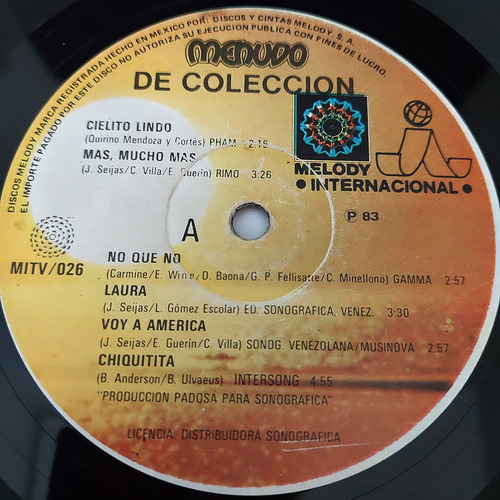 DISCOS MELODY MARCA REGISTRADA HECHO EN MEXICO POR: DISCOS Y CINTAS MELODY, S. A.
EL IMPORTE PAGADO POR ESTE DISCO NO AUTORIZA SU EJECUCION PUBLICA CON FINES DE LUCRO.
MENUDO
DE COLECCION
CIELITO LINDO
(Quirino Mendoza y Cortés) PHAM 2:18
MAS, MUCHO MAS
(J. Seijas/C. Villa/E. Guerin) RIMO 3:26
MELODY
• INTERNACIONAL •
A
P 83
MITV/026
NO QUE NO
(Carmine/E. Wins/D. Baona/G. P. Fellisatte/C. Minellono) GAMMA 2:57
LAURA
(J. Seijas/L. Gómez Escolar) ED. SONOGRAFICA, VENEZ. 3:30
VOY A AMERICA
(J. Seijas/E. Guerin/C. Villa) SONOG. VENEZOLANA/MUSINOVA 2:57
CHIQUITITA
(B. Anderson/B. Ulvaeus) INTERSONG 4:55
"PRODUCCION PADOSA PARA SONOGRAFICA"
LICENCIA: DISTRIBUIDORA SONOGRAFICA